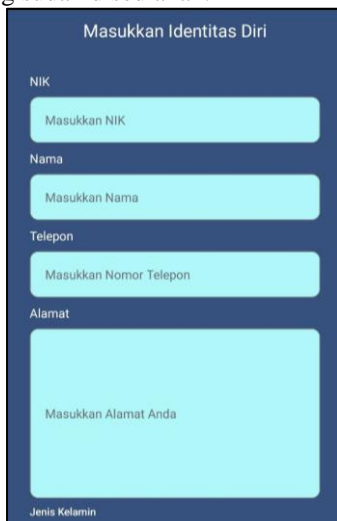 Masukkan Identitas Diri
NIK
Masukkan NIK
Nama
Masukkan Nama
Telepon
Masukkan Nomor Telepon
Alamat
Masukkan Alamat Anda
Jenis Kelamin